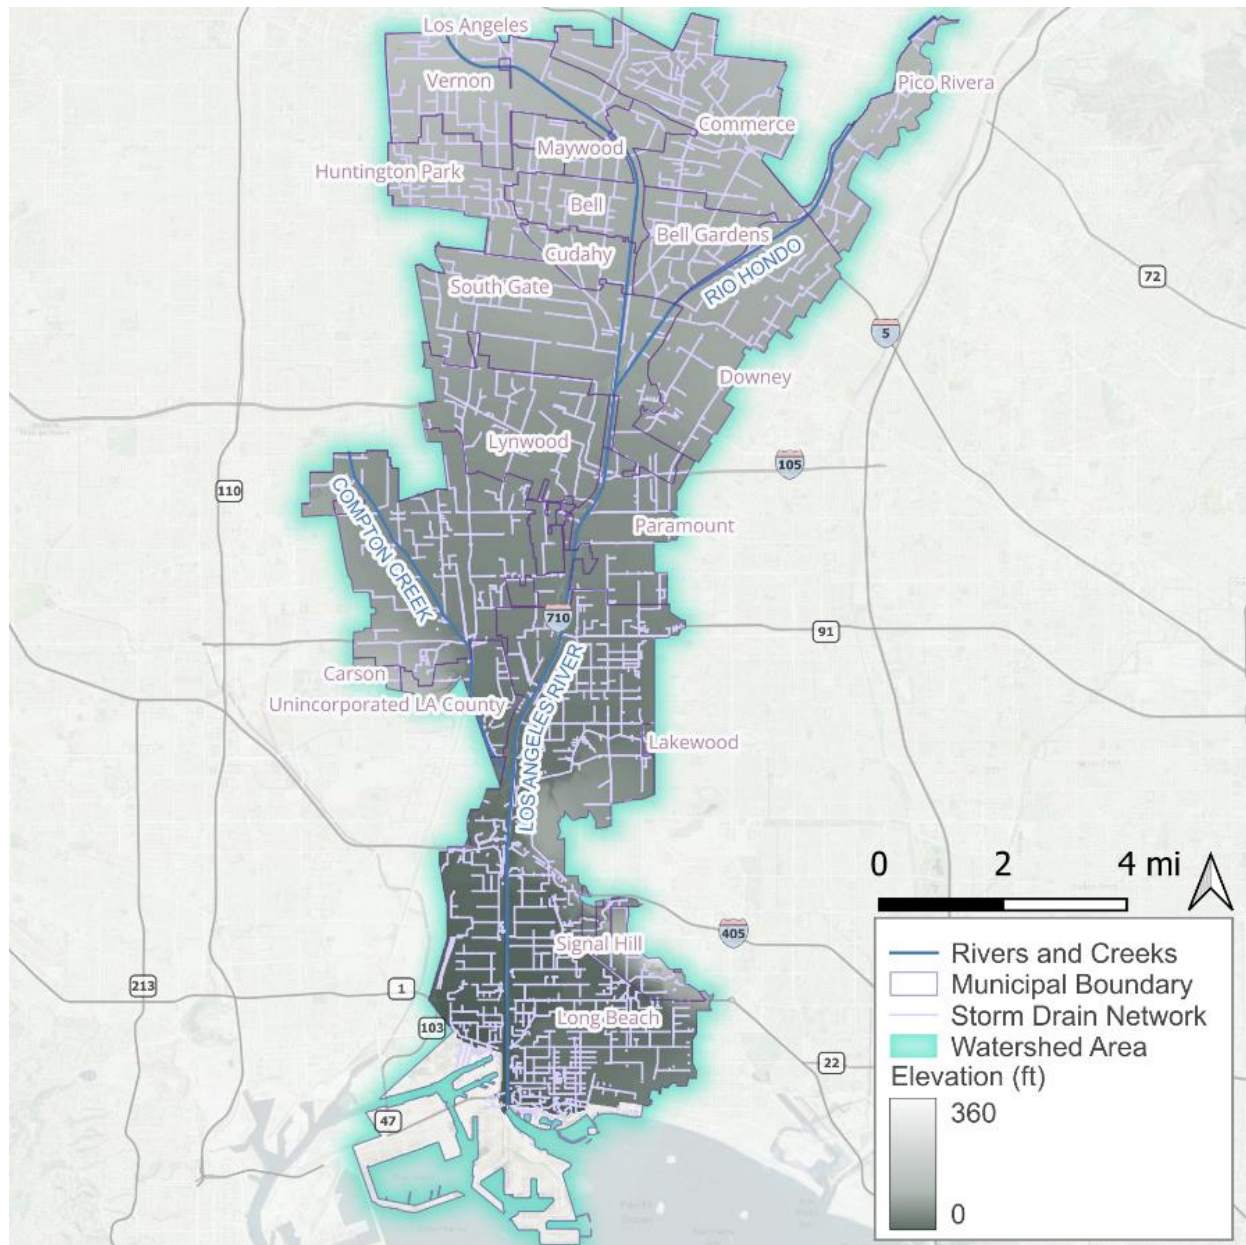 Los Angeles
Vernon
Pico Rivera
Commerce
Maywood
Huntington Park
Bell
Bell Gardens
Cudahy
RIO HONDO
72
South Gate
5
Downey
Lynwood
105
110
COMPTON CREEK
Paramount
710
91
Carson
Unincorporated LA County
LOS ANGELES RIVER
Lakewood
0 2 4 mi
Signal Hill
405
213
1
Long Beach
103
22
47
Rivers and Creeks
Municipal Boundary
Storm Drain Network
Watershed Area
Elevation (ft)
360
0